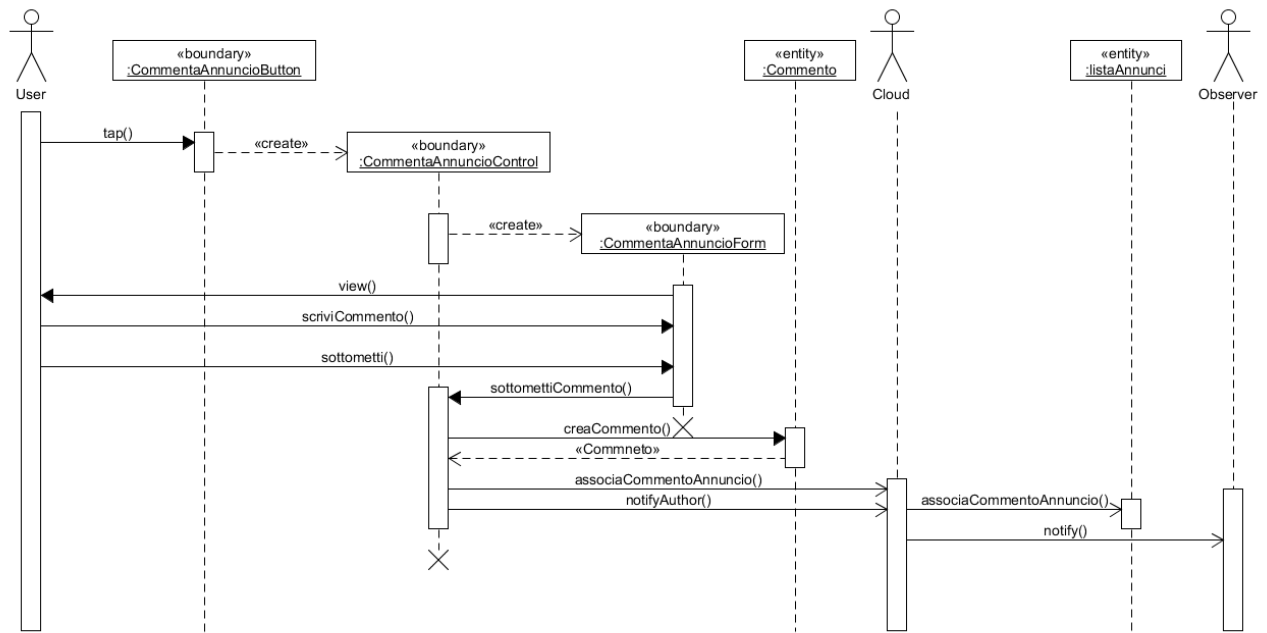 User
«boundary»
:CommentaAnnuncioButton
«entity»
:Commento
Cloud
«entity»
:listaAnnunci
Observer
tap()
«create»
«boundary»
:CommentaAnnuncioControl
«create»
«boundary»
:CommentaAnnuncioForm
view()
scriviCommento()
sottometti()
sottomettiCommento()
creaCommento()
«Commneto»
associaCommentoAnnuncio()
notifyAuthor()
associaCommentoAnnuncio()
notify()